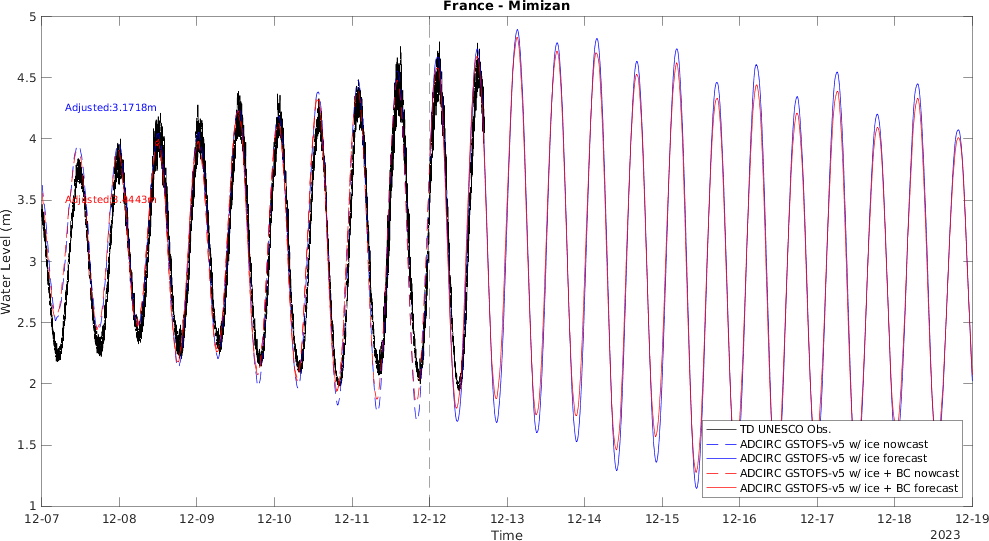 France - Mimizan
Water Level (m)
5
4.5
4
3.5
3
2.5
2
1.5
1
Adjusted:3.1718m
TD UNESCO Obs.
ADCIRC GSTOFS-v5 w/ ice nowcast
ADCIRC GSTOFS-v5 w/ ice forecast
ADCIRC GSTOFS-v5 w/ ice + BC nowcast
ADCIRC GSTOFS-v5 w/ ice + BC forecast
12-07 12-08 12-09 12-10 12-11 12-12 12-13 12-14 12-15 12-16 12-17 12-18 12-19
Time
2023